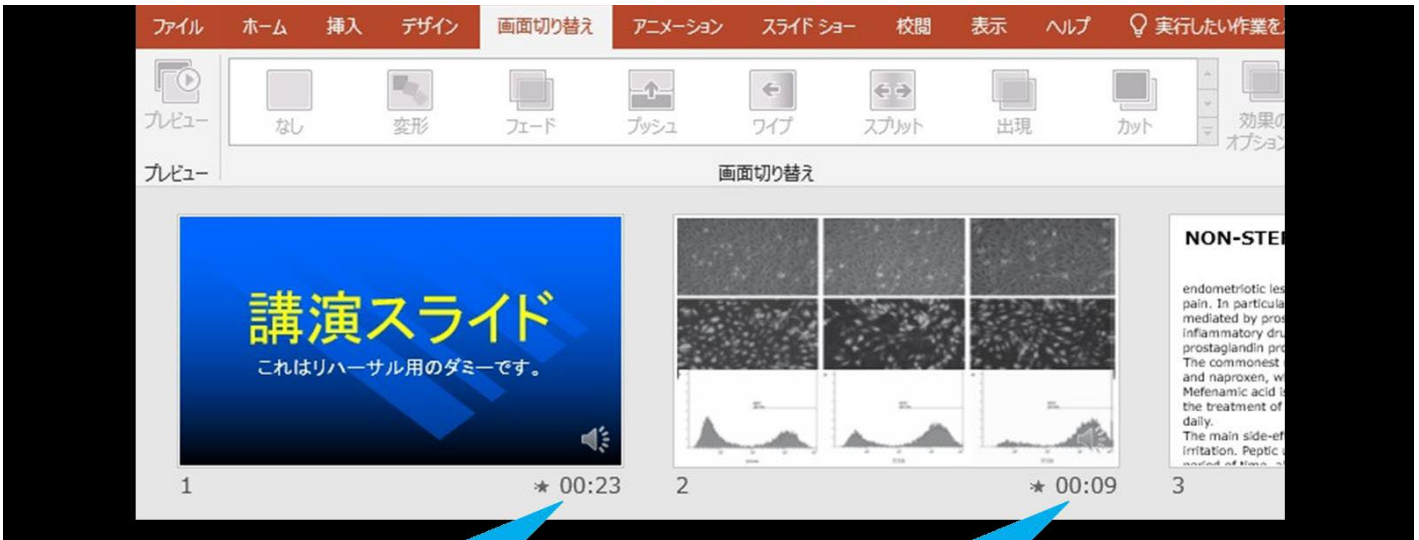 ファイル ホーム 挿入 デザイン 画面切り替え アニメーション スライド ショー 校閲 表示 ヘルプ 実行したい作業を
プレビュー なし 変形 フェード プッシュ ワイプ スプリット 出現 カット 効果の
オプション
プレビュー 画面切り替え
講演スライド
これはリハーサル用のダミーです。
1 00:23 2 00:09 3
NON-STE
endometriotic les
pain. In particula
mediated by pros
inflammatory dru
prostaglandin pro
The commonest
and naproxen, w
Mefenamic acid i
the treatment of
daily.
The main side-ef
irritation. Peptic